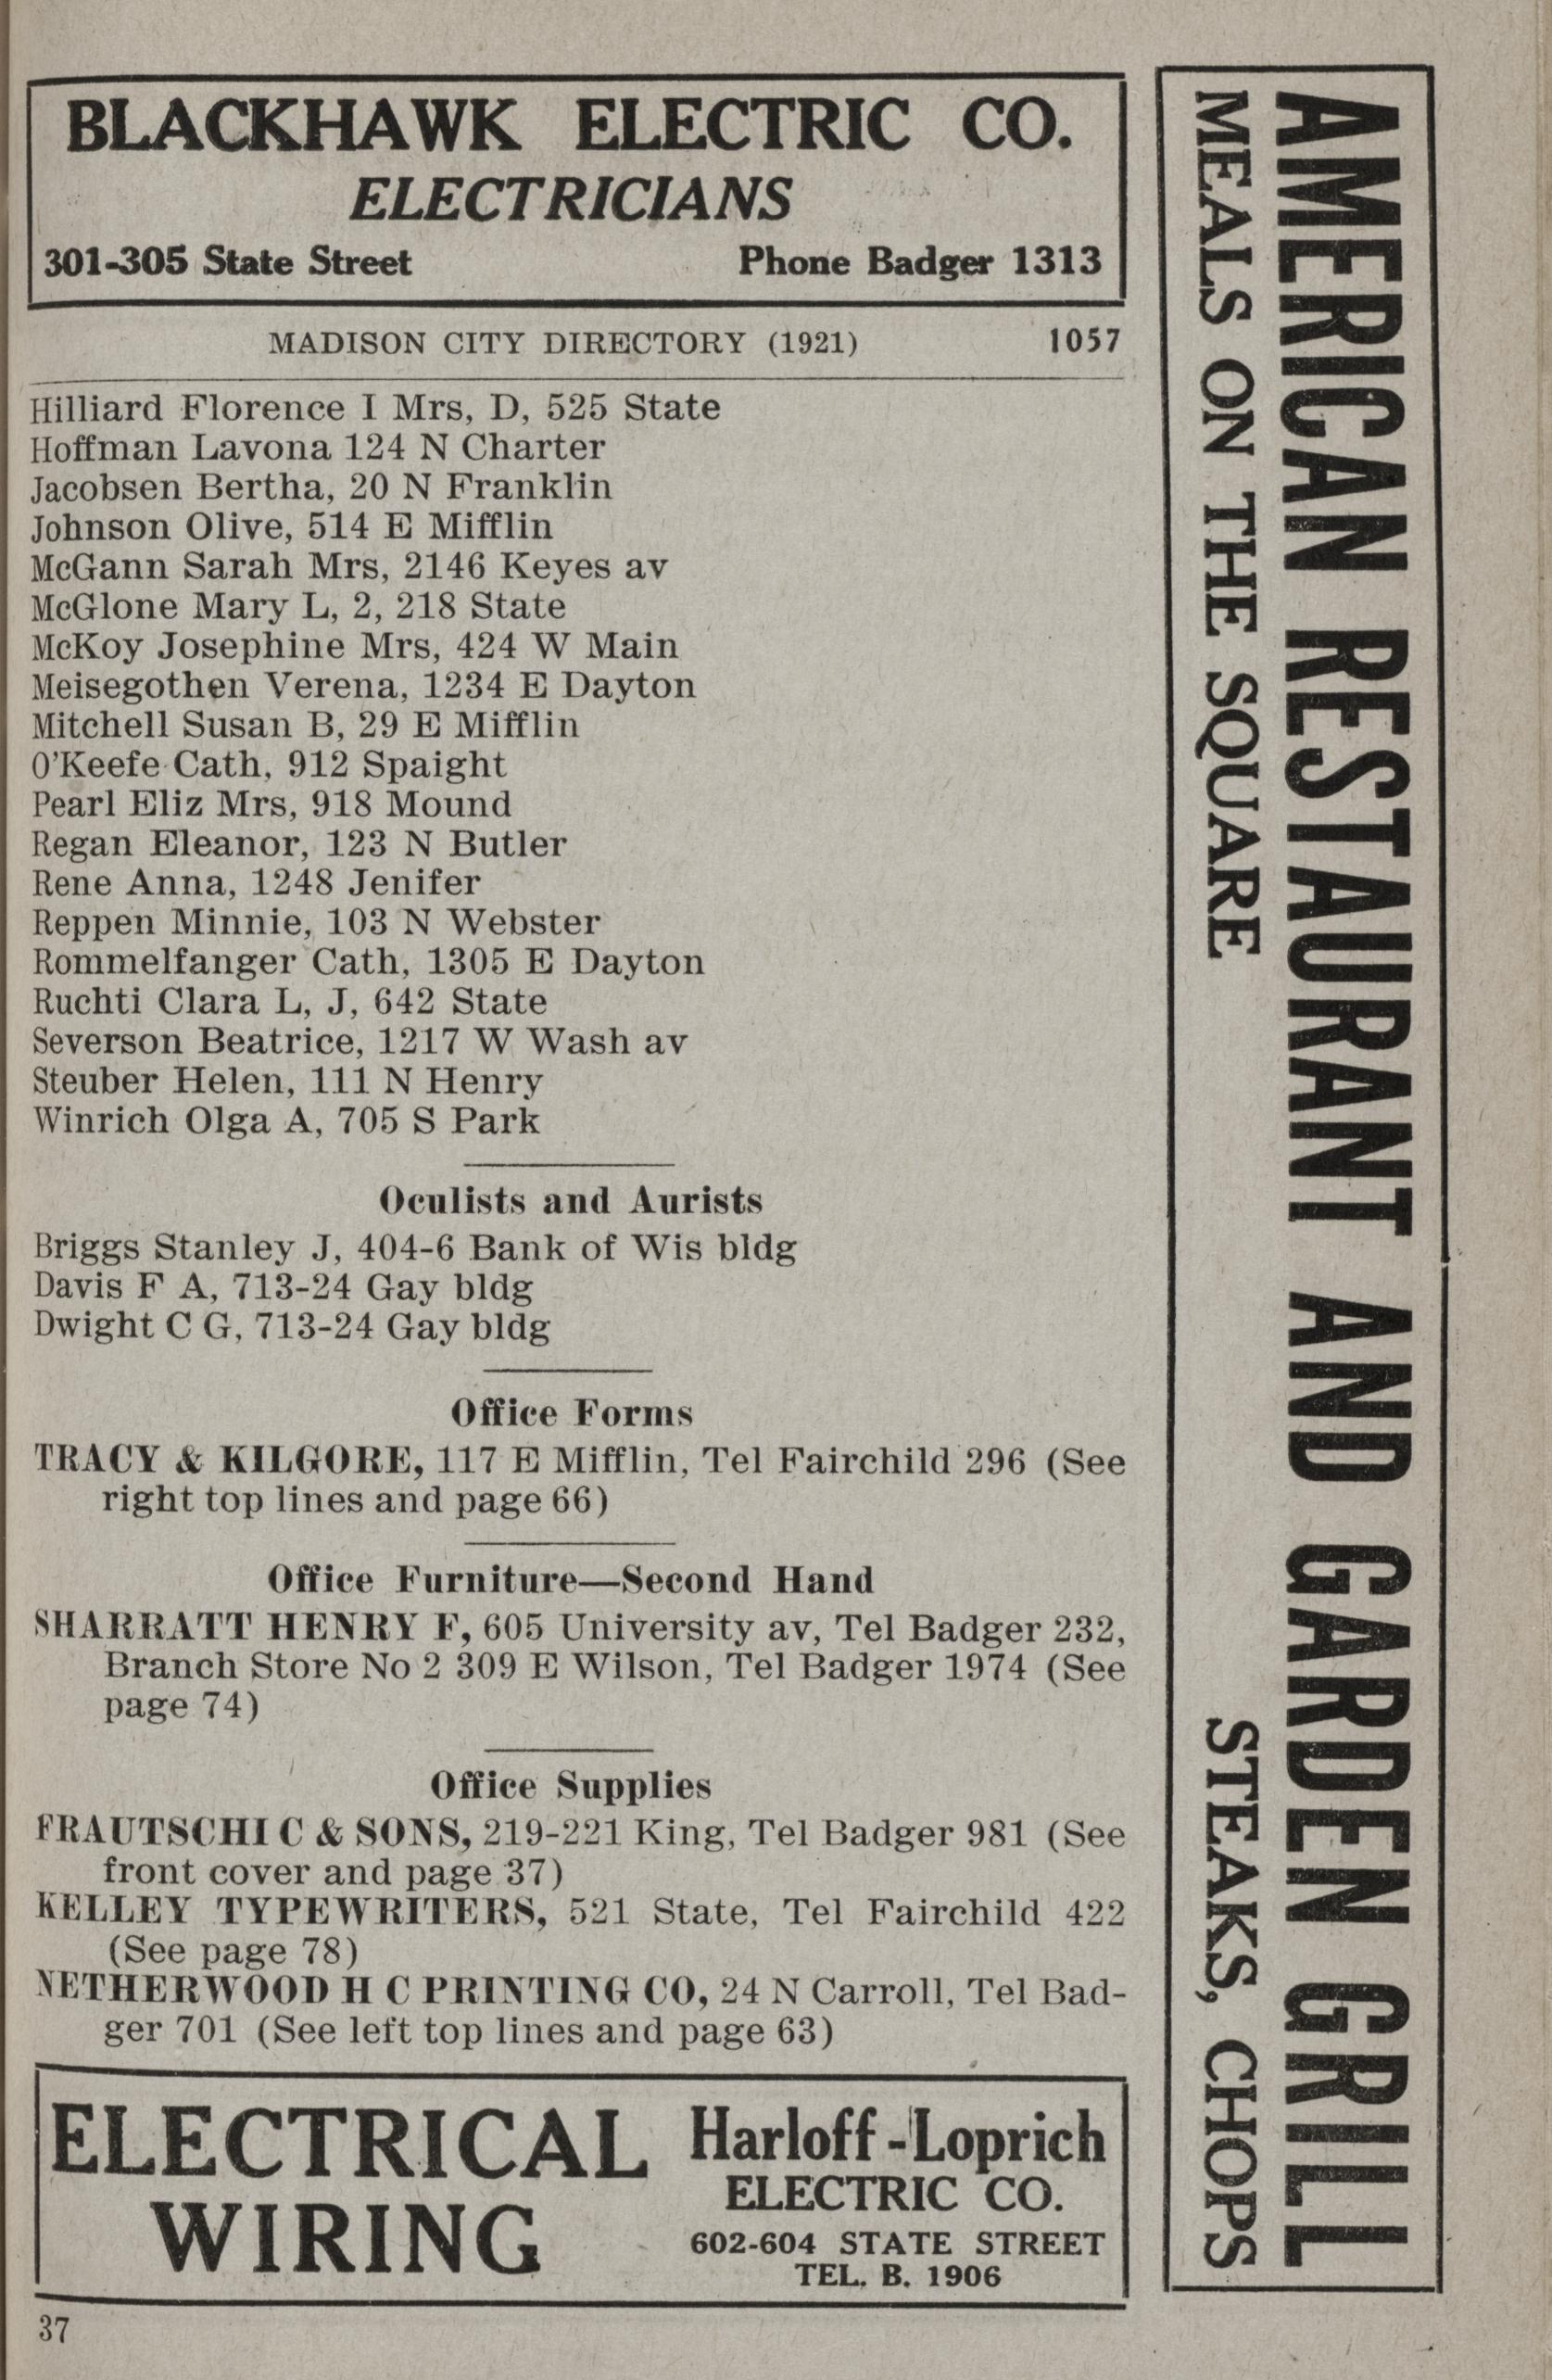 BLACKHAWK ELECTRIC CO.
ELECTRICIANS
301-305 State Street Phone Badger 1313
MADISON CITY DIRECTORY (1921) 1057
Hilliard Florence I Mrs, D, 525 State
Hoffman Lavona 124 N Charter
Jacobsen Bertha, 20 N Franklin
Johnson Olive, 514 E Mifflin
McGann Sarah Mrs, 2146 Keyes av
McGlone Mary L, 2, 218 State
McKoy Josephine Mrs, 424 W Main
Meisegothen Verena, 1234 E Dayton
Mitchell Susan B, 29 E Mifflin
O'Keefe Cath, 912 Spaight
Pearl Eliz Mrs, 918 Mound
Regan Eleanor, 123 N Butler
Rene Anna, 1248 Jenifer
Reppen Minnie, 103 N Webster
Rommelfanger Cath, 1305 E Dayton
Ruchti Clara L, J, 642 State
Severson Beatrice, 1217 W Wash av
Steuber Helen, 111 N Henry
Winrich Olga A, 705 S Park
Oculists and Aurists
Briggs Stanley J, 404-6 Bank of Wis bldg
Davis F A, 713-24 Gay bldg
Dwight C G, 713-24 Gay bldg
Office Forms
TRACY & KILGORE, 117 E Mifflin, Tel Fairchild 296 (See
right top lines and page 66)
Office Furniture—Second Hand
SHARRATT HENRY F, 605 University av, Tel Badger 232,
Branch Store No 2 309 E Wilson, Tel Badger 1974 (See
page 74)
Office Supplies
FRAUTSCHI C & SONS, 219-221 King, Tel Badger 981 (See
front cover and page 37)
KELLEY TYPEWRITERS, 521 State, Tel Fairchild 422
(See page 78)
NETHERWOOD H C PRINTING CO, 24 N Carroll, Tel Bad-
ger 701 (See left top lines and page 63)
ELECTRICAL
WIRING
Harloff-Loprich
ELECTRIC CO.
602-604 STATE STREET
TEL. B. 1906
37
AMERICAN RESTAURANT AND GARDEN GRILL
MEALS ON THE SQUARE STEAKS, CHOPS